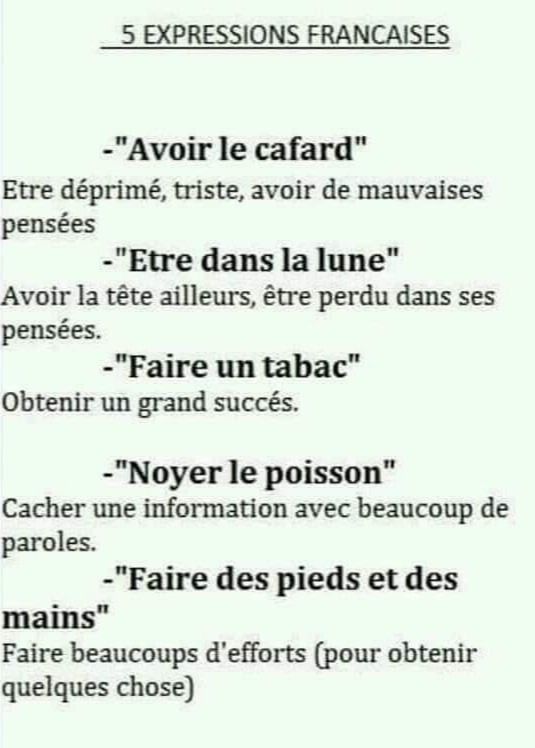 5 EXPRESSIONS FRANCAISES
-"Avoir le cafard"
Etre déprimé, triste, avoir de mauvaises
pensées
-"Etre dans la lune"
Avoir la tête ailleurs, être perdu dans ses
pensées.
-"Faire un tabac"
Obtenir un grand succés.
-"Noyer le poisson"
Cacher une information avec beaucoup de
paroles.
-"Faire des pieds et des
mains"
Faire beaucoups d'efforts (pour obtenir
quelques chose)